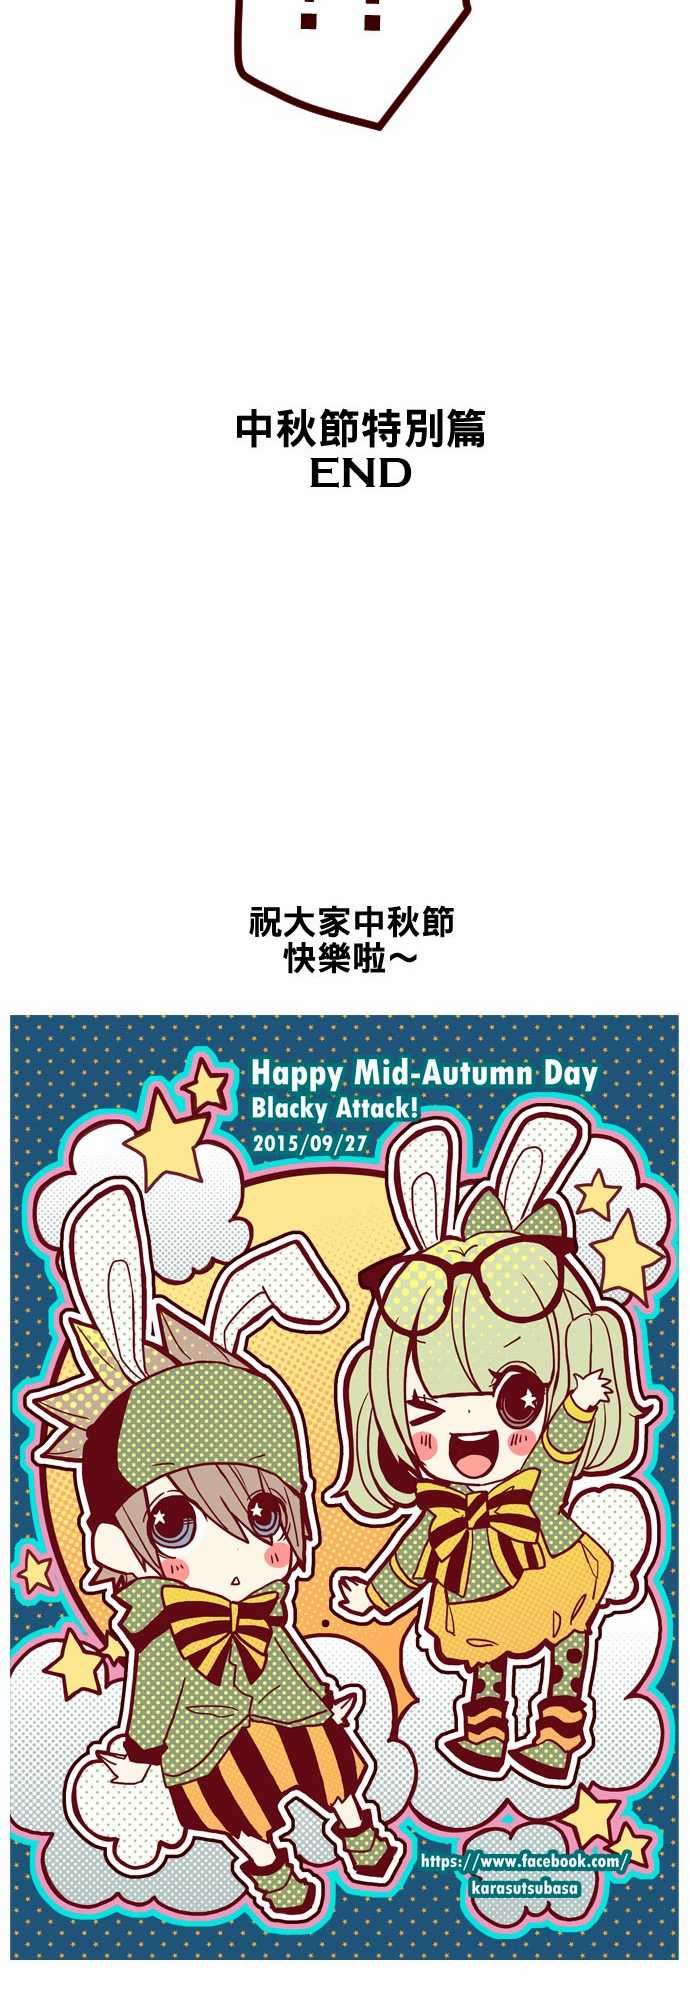 中秋節特別篇
END
祝大家中秋節
快樂啦～
Happy Mid-Autumn Day
Blacky Attack!
2015/09/27
https://www.facebook.com/
karasutsubasa